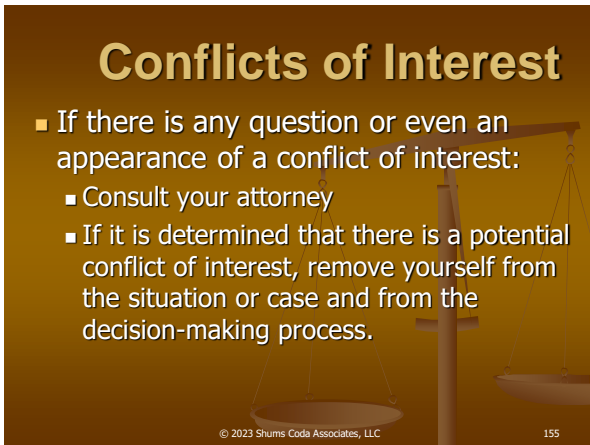 Conflicts of Interest
■ If there is any question or even an
appearance of a conflict of interest:
■ Consult your attorney
■ If it is determined that there is a potential
conflict of interest, remove yourself from
the situation or case and from the
decision-making process.
© 2023 Shums Coda Associates, LLC
155